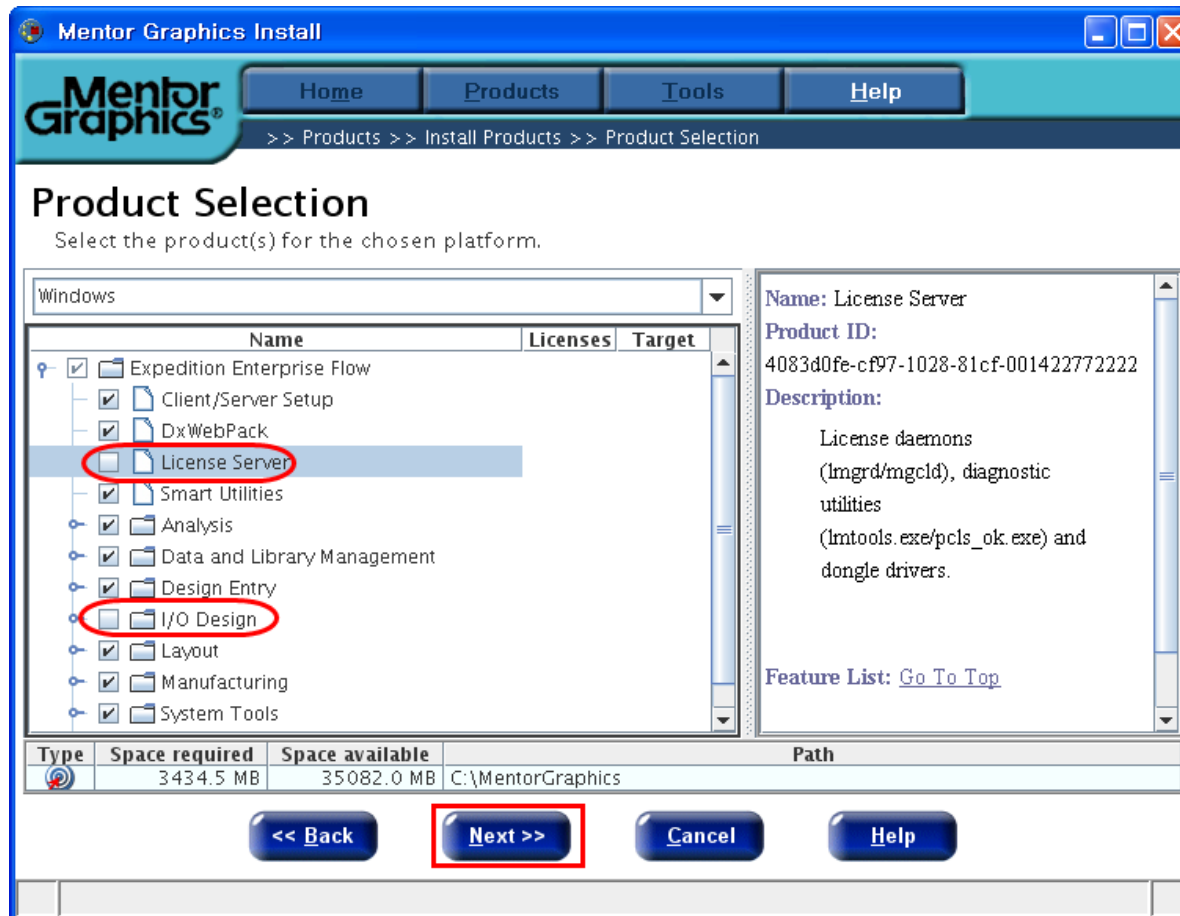 Mentor Graphics Install
Mentor Graphics®
Home Products Tools Help
>> Products >> Install Products >> Product Selection
Product Selection
Select the product(s) for the chosen platform.
Windows
Name Licenses Target
Expedition Enterprise Flow
Client/Server Setup
DxWebPack
License Server
Smart Utilities
Analysis
Data and Library Management
Design Entry
I/O Design
Layout
Manufacturing
System Tools
Name: License Server
Product ID:
4083d0fe-cf97-1028-81cf-001422772222
Description:
License daemons
(lmgrd/mgcld), diagnostic
utilities
(lmtools.exe/pcls_ok.exe) and
dongle drivers.
Feature List: Go To Top
Type Space required Space available Path
3434.5 MB 35082.0 MB C:\MentorGraphics
<< Back Next >> Cancel Help